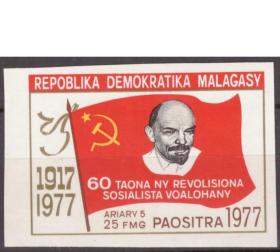 REPOBLIKA DEMOKRATIKA MALAGASY
1917
1977
60 TAONA NY REVOLISIONA
SOSIALISTA VOALOHANY
ARIARY 5
25 FMG
PAOSITRA 1977